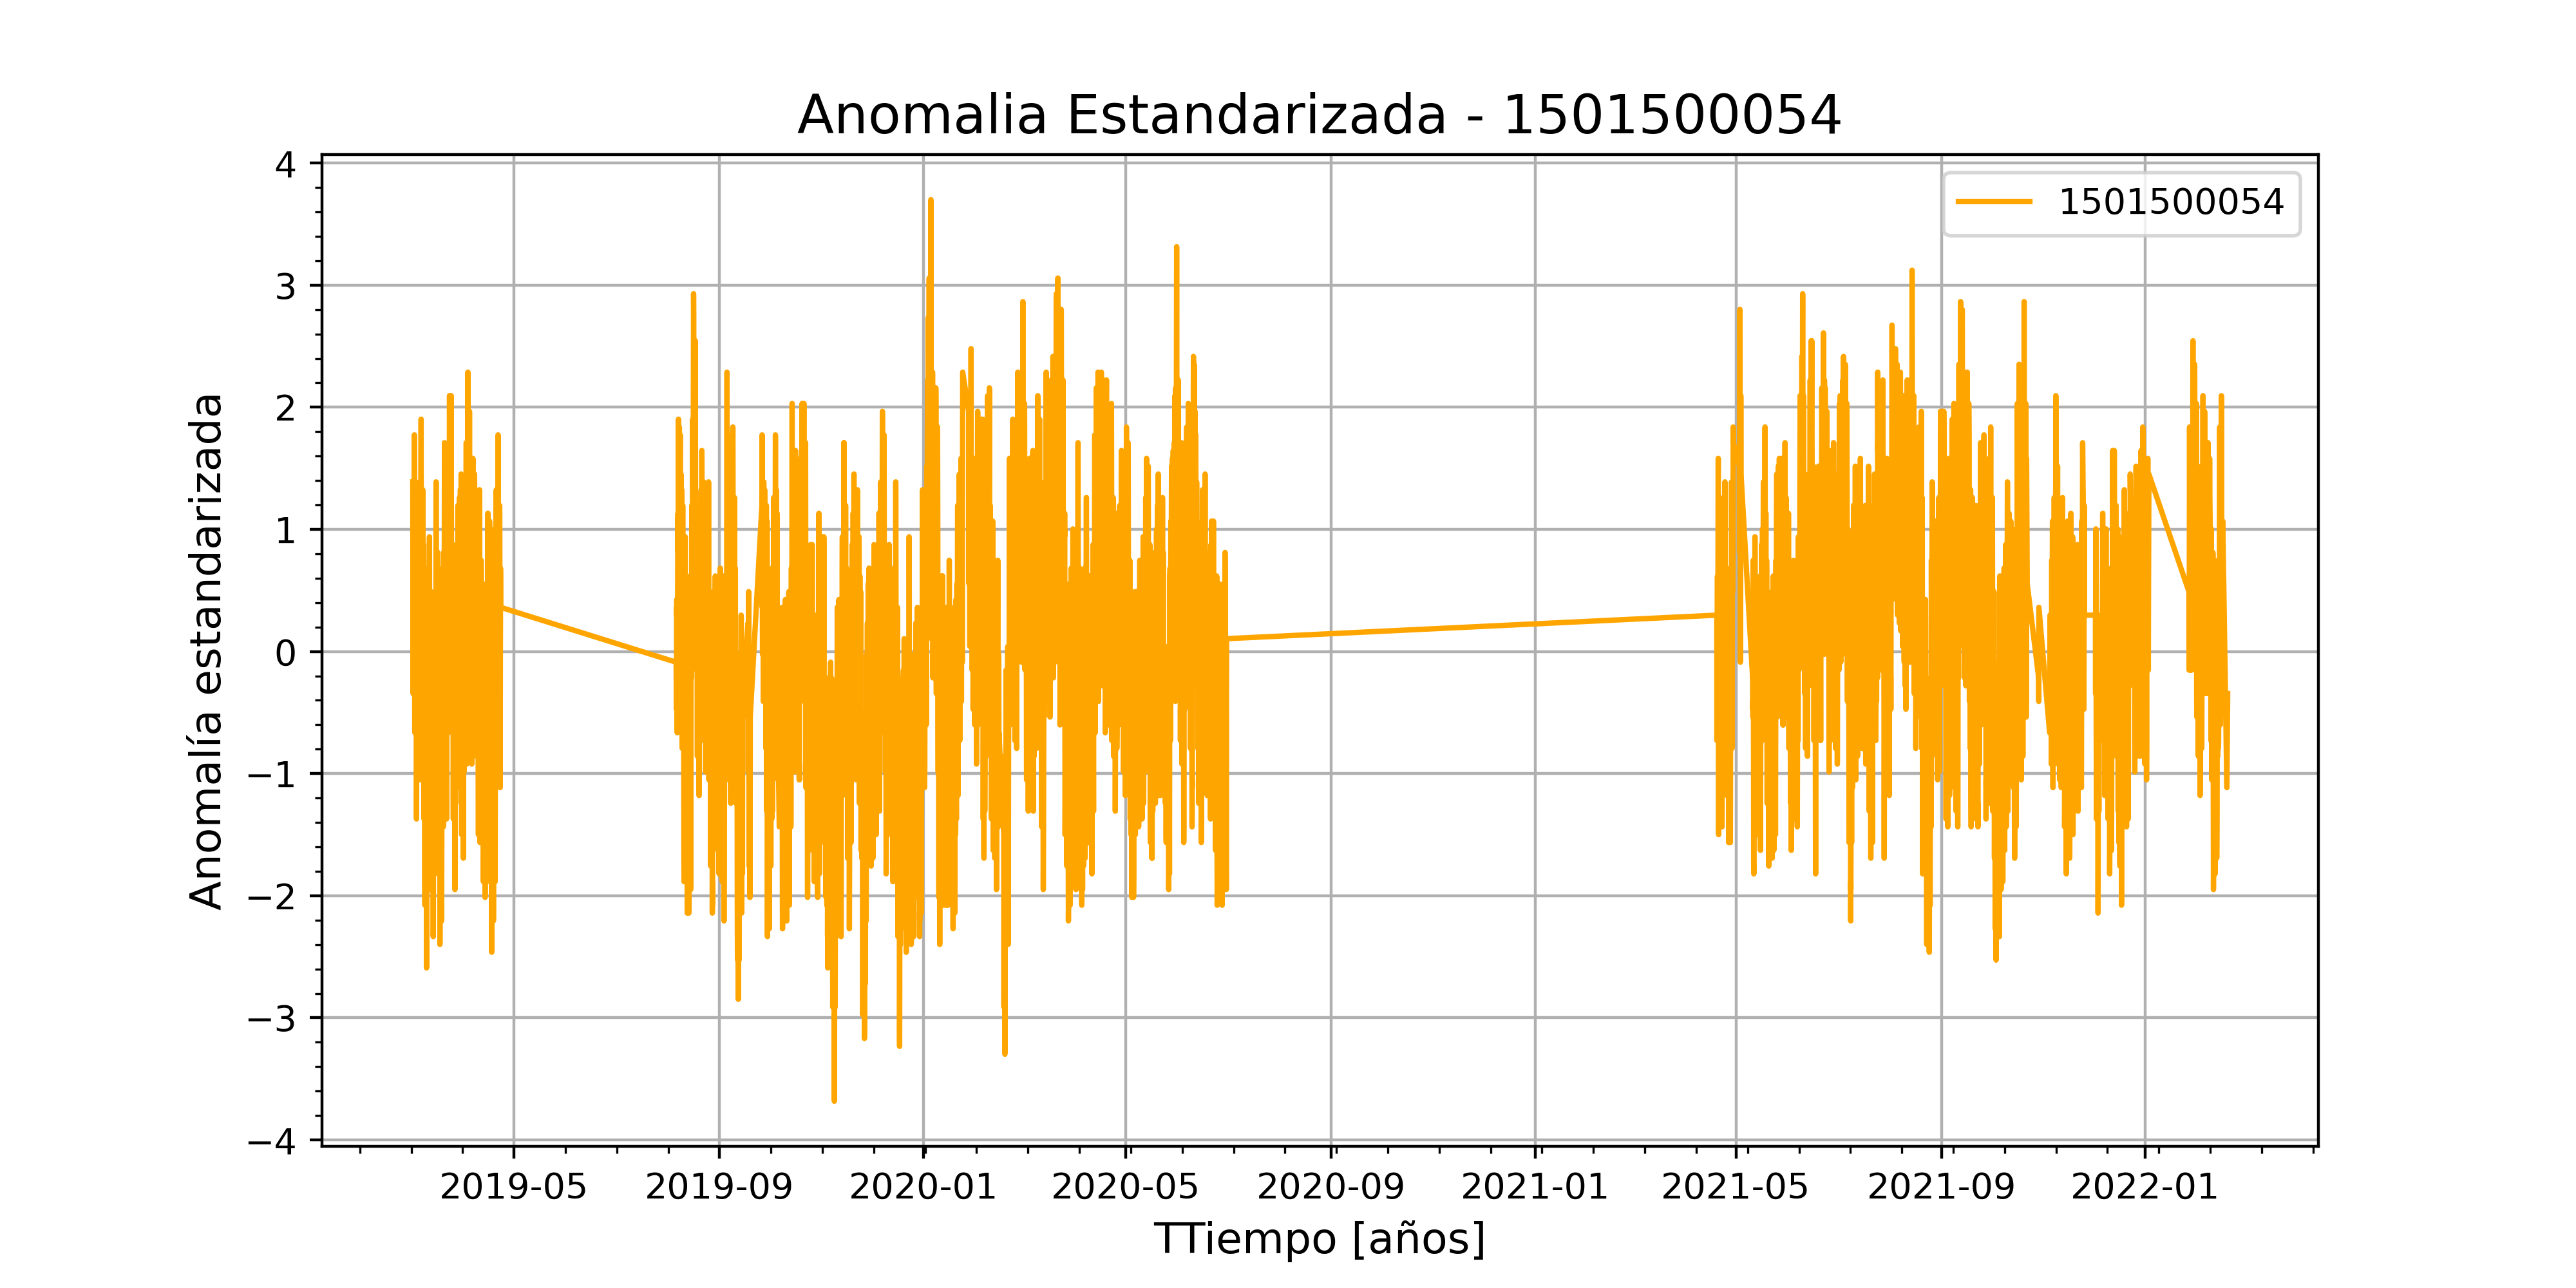 Anomalia Estandarizada - 1501500054
1501500054
Anomalía estandarizada
4
3
2
1
0
−1
−2
−3
−4
2019-05 2019-09 2020-01 2020-05 2020-09 2021-01 2021-05 2021-09 2022-01
TTiempo [años]